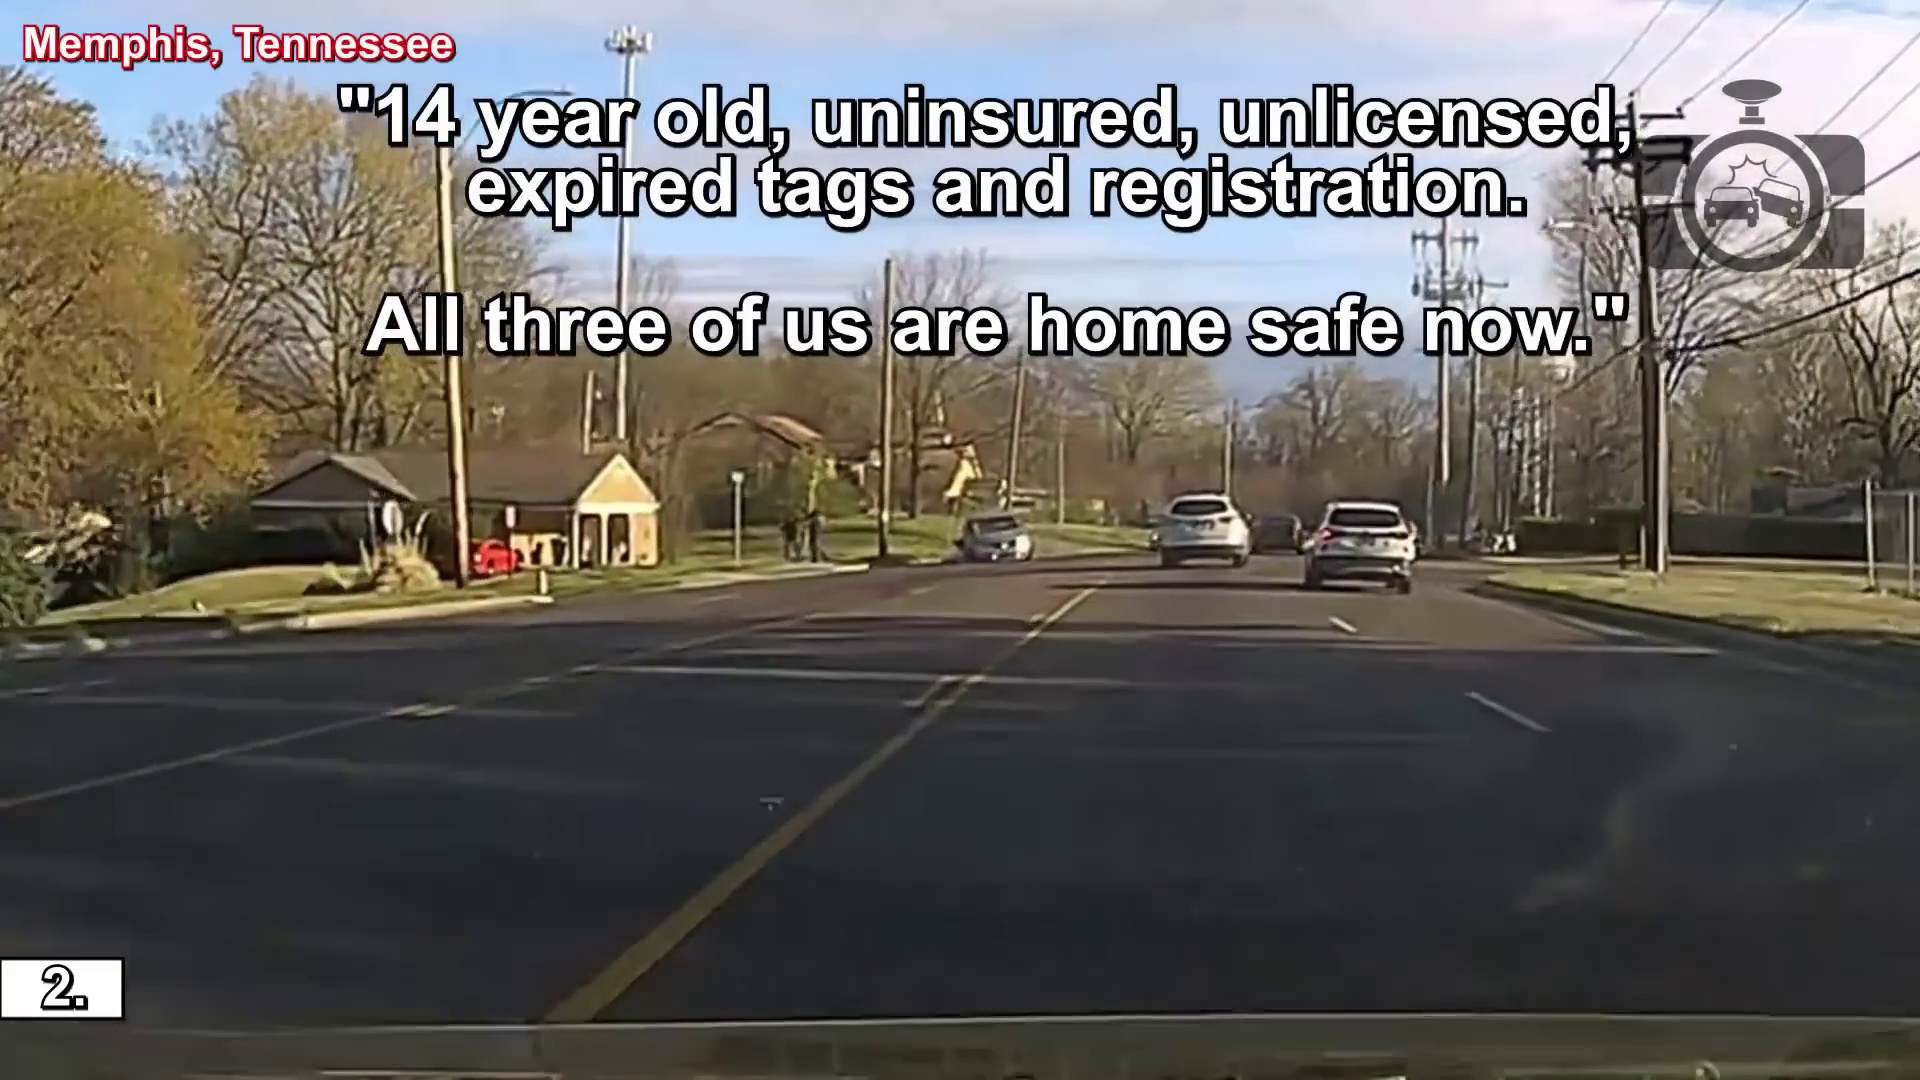 Memphis, Tennessee
"14 year old, uninsured, unlicensed,
expired tags and registration.
All three of us are home safe now."
2.